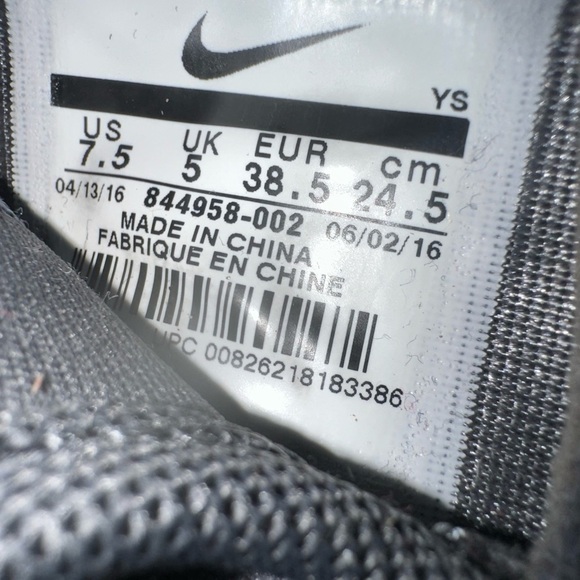 YS
US UK EUR cm
7.5 5 38.5 24.5
04/13/16 844958-002 06/02/16
MADE IN CHINA
FABRIQUE EN CHINE
UPC 00826218183386